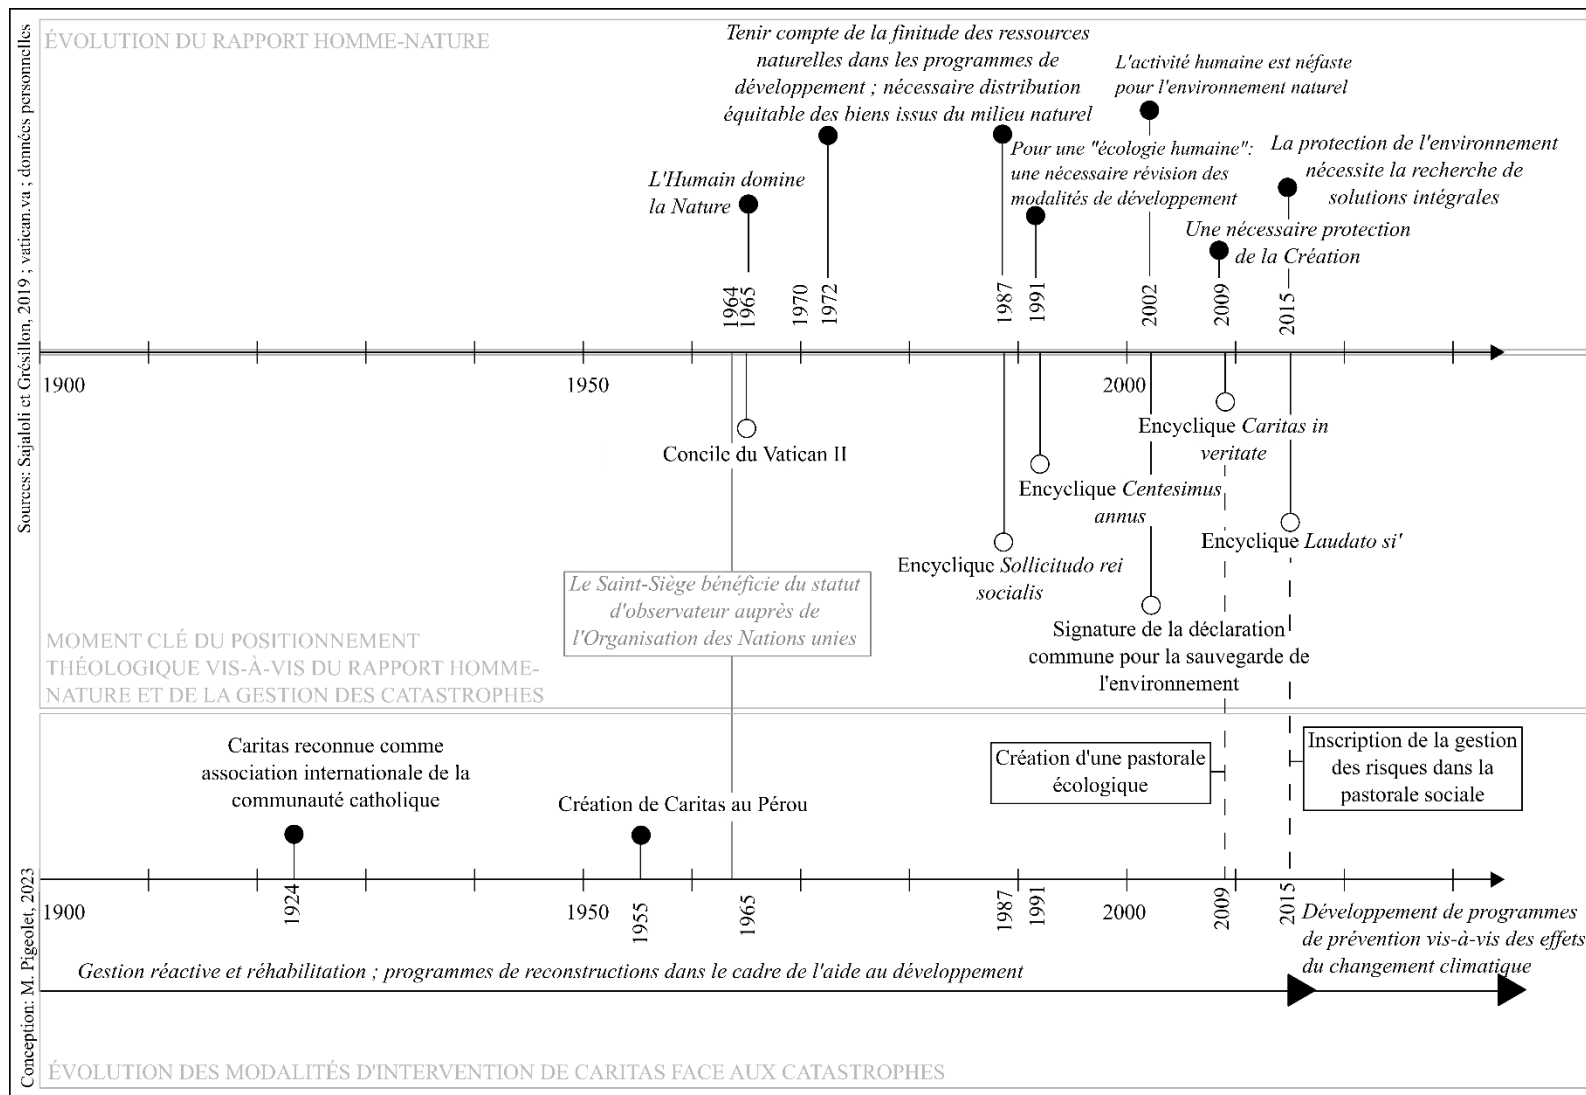 ÉVOLUTION DU RAPPORT HOMME-NATURE
Tenir compte de la finitude des ressources
naturelles dans les programmes de
développement ; nécessaire distribution
équitable des biens issus du milieu naturel
L'activité humaine est néfaste
pour l'environnement naturel
L'Humain domine
la Nature
Pour une "écologie humaine":
une nécessaire révision des
modalités de développement
La protection de l'environnement
nécessite la recherche de
solutions intégrales
Une nécessaire protection
de la Création
1964
1965
1970
1972
1987
1991
2002
2009
2015
1900
1950
2000
Concile du Vatican II
Encyclique Sollicitudo rei
socialis
Encyclique Centesimus
annus
Signature de la déclaration
commune pour la sauvegarde de
l'environnement
Encyclique Caritas in
veritate
Encyclique Laudato si'
Le Saint-Siège bénéficie du statut
d'observateur auprès de
l'Organisation des Nations unies
MOMENT CLÉ DU POSITIONNEMENT
THÉOLOGIQUE VIS-À-VIS DU RAPPORT HOMME-
NATURE ET DE LA GESTION DES CATASTROPHES
Caritas reconnue comme
association internationale de la
communauté catholique
Création de Caritas au Pérou
Création d'une pastorale
écologique
Inscription de la gestion
des risques dans la
pastorale sociale
1900
1924
1950
1955
1965
1987
1991
2000
2009
2015
Gestion réactive et réhabilitation ; programmes de reconstructions dans le cadre de l'aide au développement
Développement de programmes
de prévention vis-à-vis des effets
du changement climatique
ÉVOLUTION DES MODALITÉS D'INTERVENTION DE CARITAS FACE AUX CATASTROPHES
Sources: Sajaloli et Grésillon, 2019 ; vatican.va ; données personnelles
Conception: M. Pigeolet, 2023